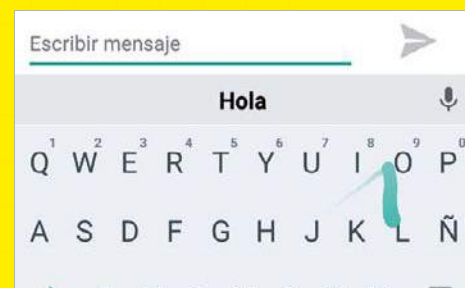 Escribir mensaje
Hola
1 2 3 4 5 6 7 8 9 0
Q W E R T Y U I O P
A S D F G H J K L Ñ